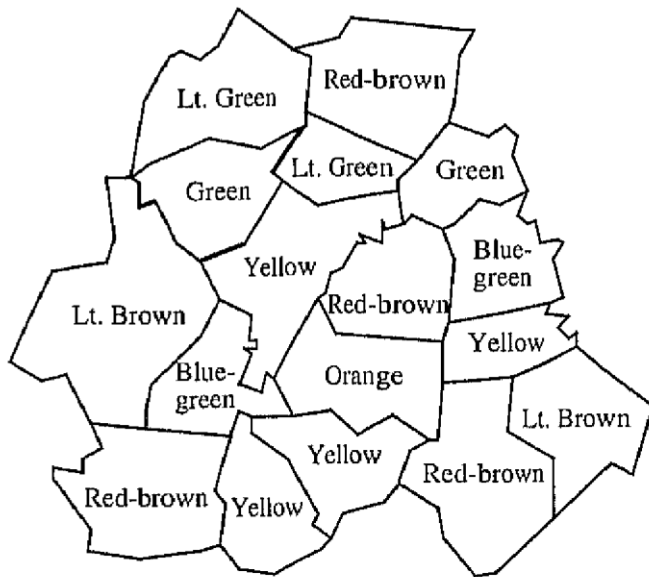 Red-brown
Lt. Green
Lt. Green
Green
Green
Yellow
Blue-
green
Red-brown
Lt. Brown
Yellow
Blue-
green
Orange
Lt. Brown
Yellow
Red-brown
Red-brown
Yellow